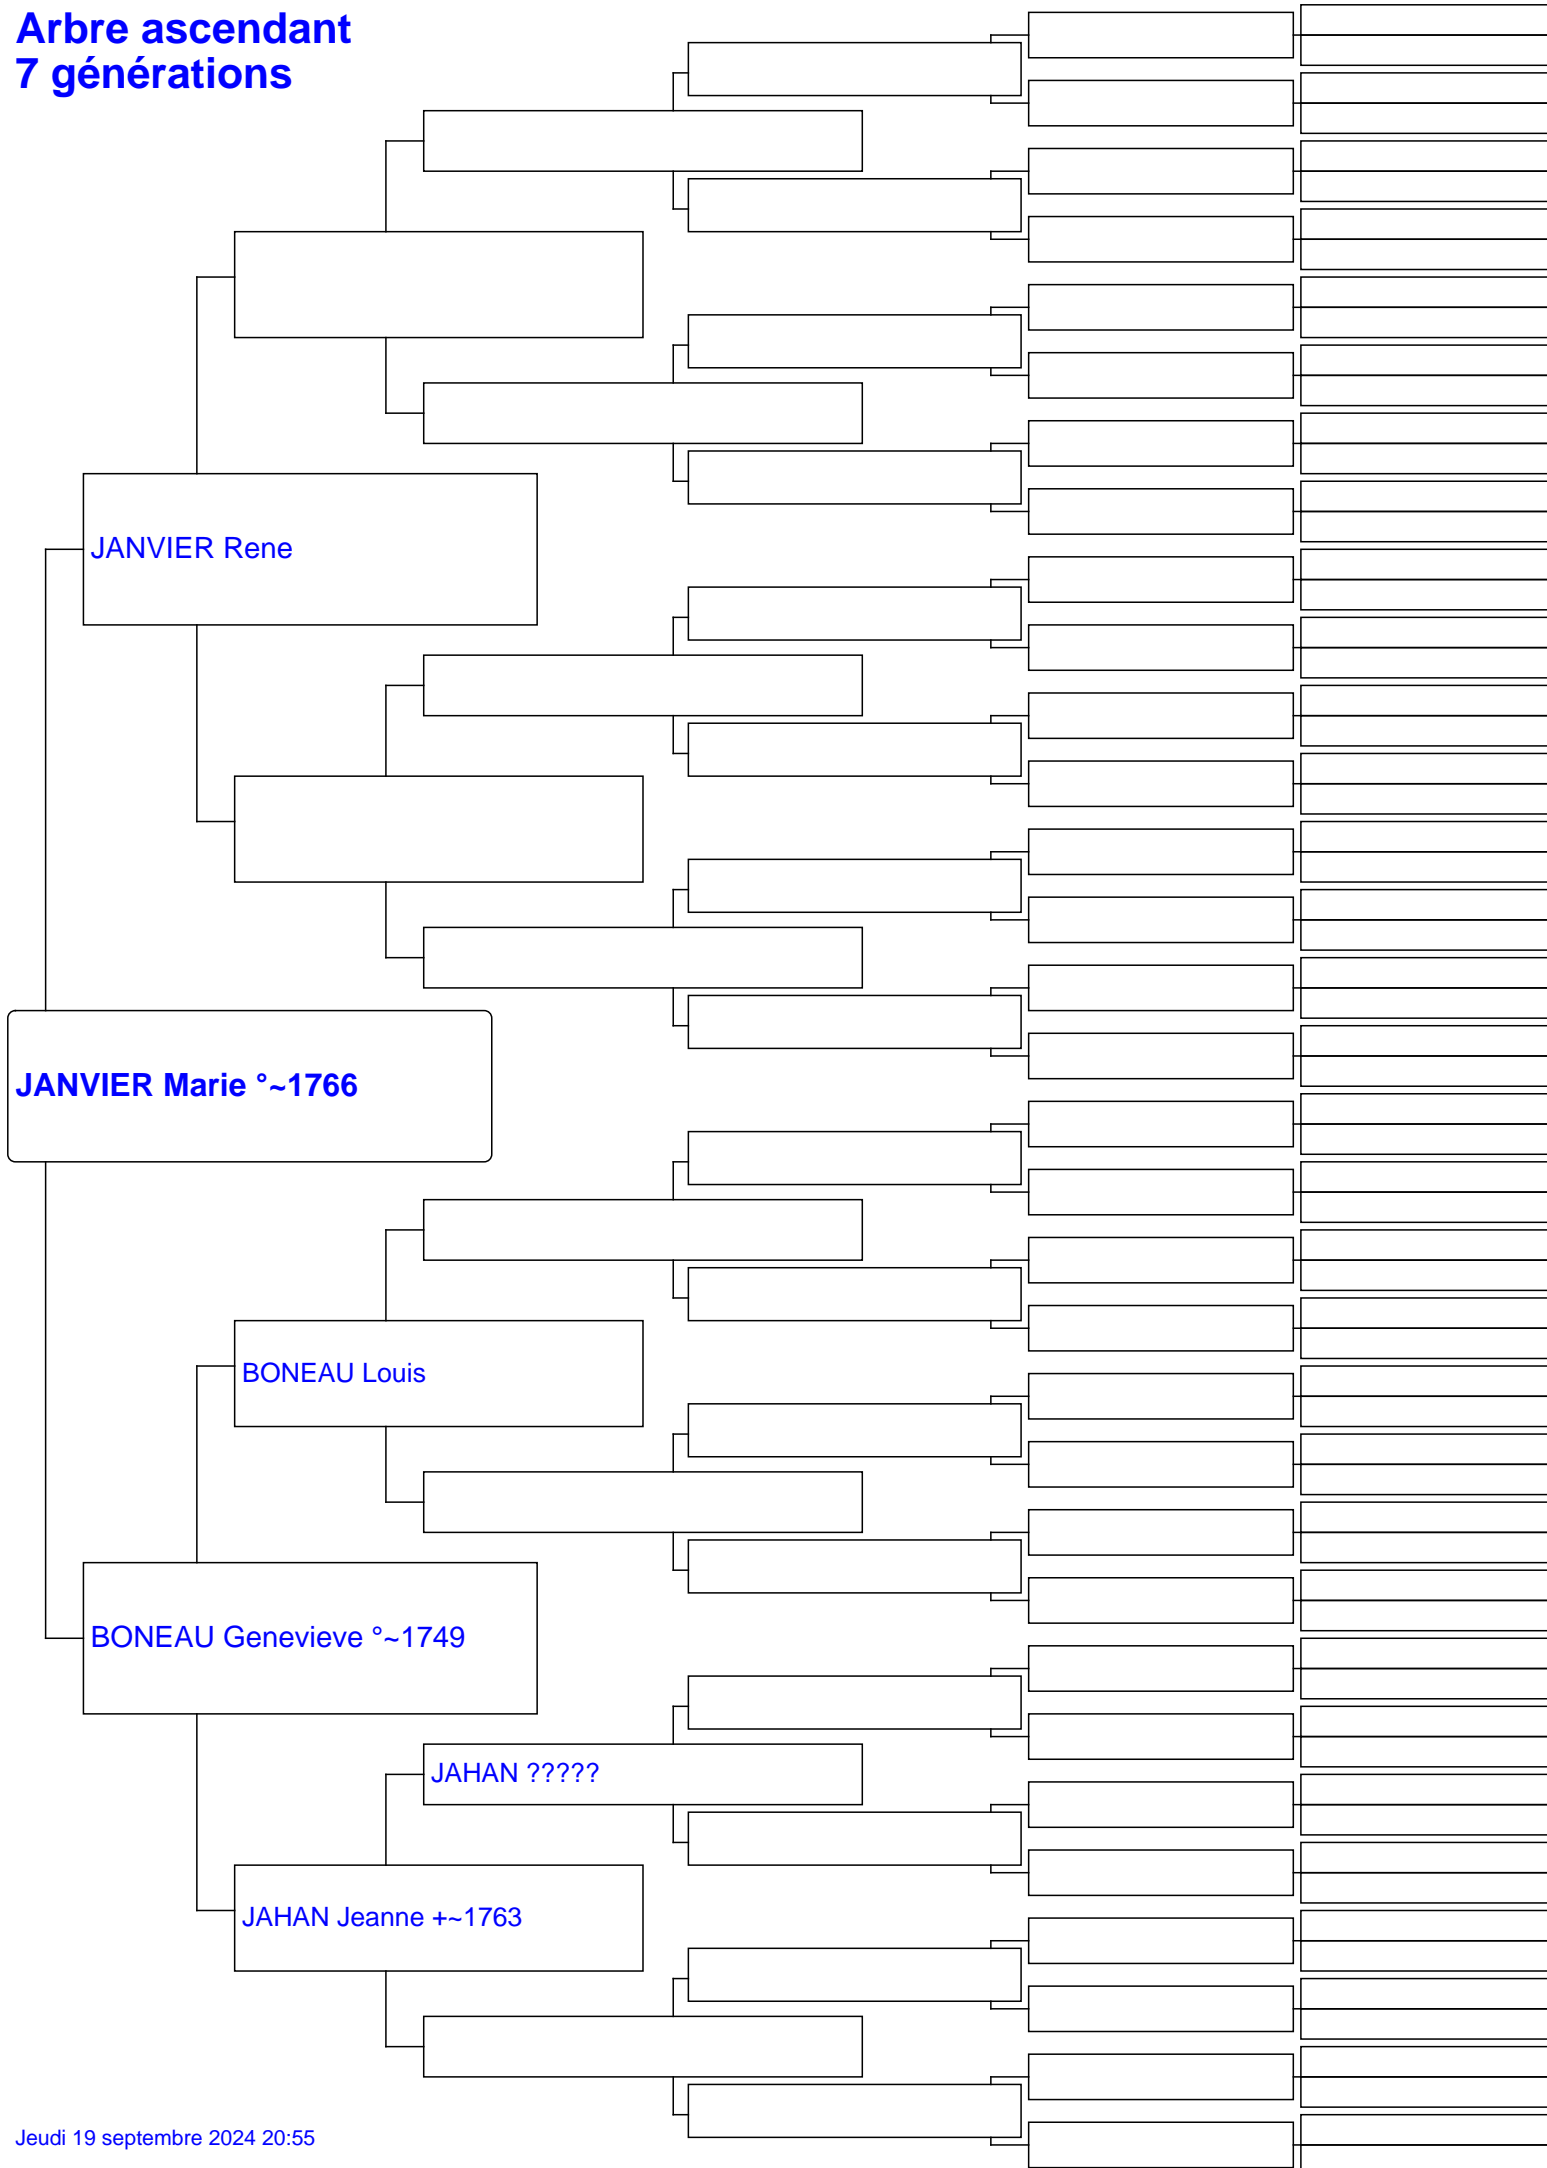 Arbre ascendant
7 générations
JANVIER Rene
JANVIER Marie °~1766
BONEAU Louis
BONEAU Genevieve °~1749
JAHAN ?????
JAHAN Jeanne +~1763
Jeudi 19 septembre 2024 20:55